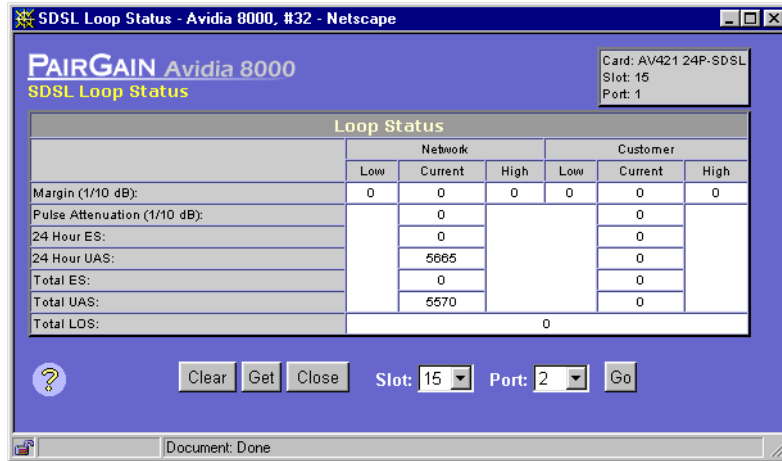 SDSL Loop Status - Avidia 8000, #32 - Netscape
PAIRGAIN Avidia 8000
SDSL Loop Status
Card: AV421 24P-SDSL
Slot: 15
Port: 1
Loop Status
Network Customer
Low Current High Low Current High
Margin (1/10 dB): 0 0 0 0 0 0
Pulse Attenuation (1/10 dB): 0 0
24 Hour ES: 0 0
24 Hour UAS: 5665 0
Total ES: 0 0
Total UAS: 5570 0
Total LOS: 0
? Clear Get Close Slot: 15 Port: 2 Go
Document: Done